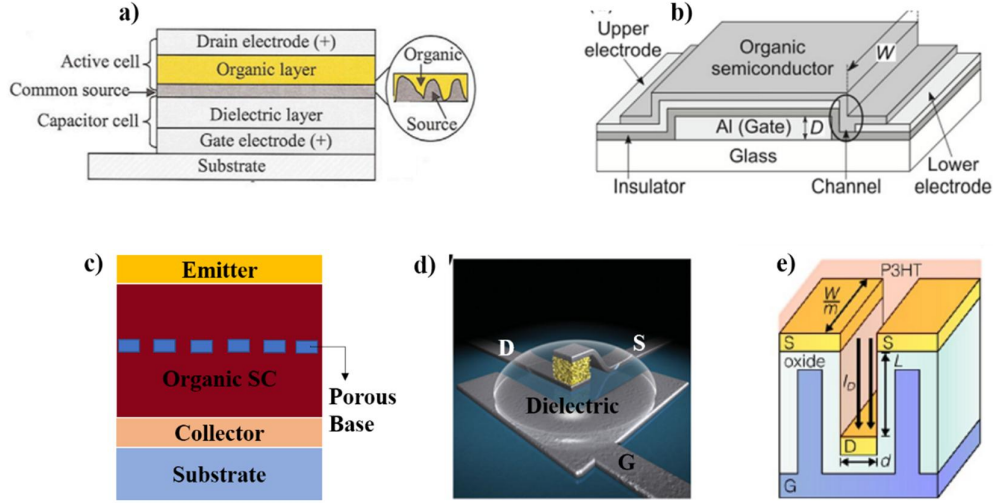 a)
Drain electrode (+)
Organic layer
Active cell
Common source
Dielectric layer
Capacitor cell
Gate electrode (+)
Substrate
Organic
Source
b)
Upper
electrode
Organic
semiconductor
W
Al (Gate)
D
Glass
Insulator
Channel
Lower
electrode
c)
Emitter
Organic SC
Porous
Base
Collector
Substrate
d)
D
S
Dielectric
G
e)
P3HT
W
m
S
S
oxide
L
I_D
D
d
G